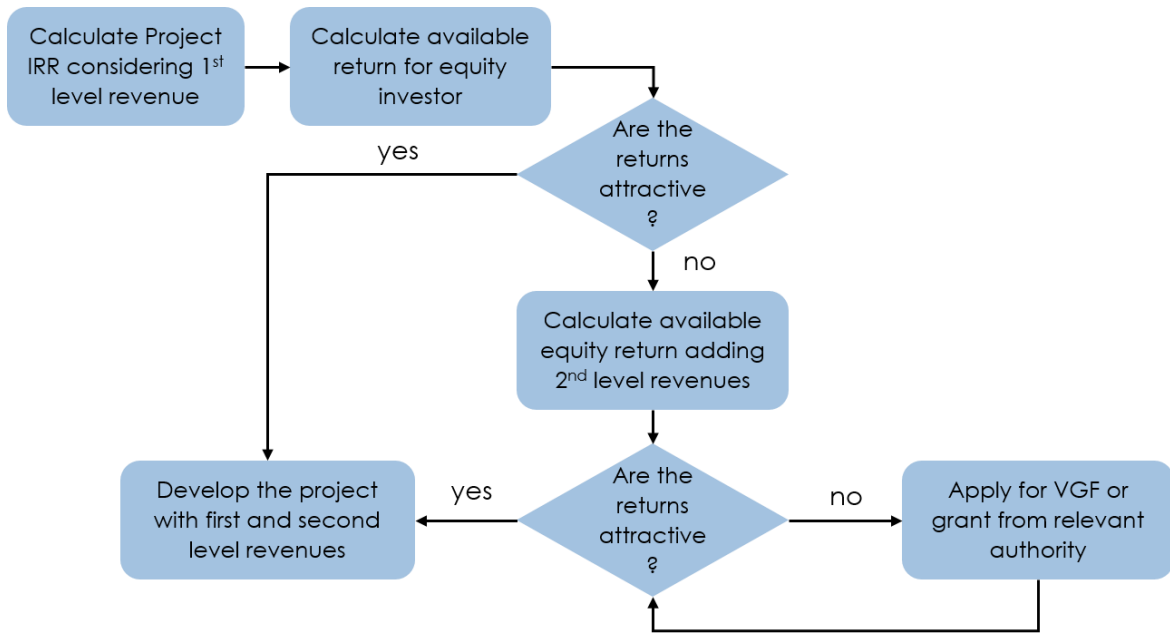 Calculate Project
IRR considering 1st
level revenue
Calculate available
return for equity
investor
Are the
returns
attractive
?
yes
no
Calculate available
equity return adding
2nd level revenues
Develop the project
with first and second
level revenues
yes
Are the
returns
attractive
?
no
Apply for VGF or
grant from relevant
authority